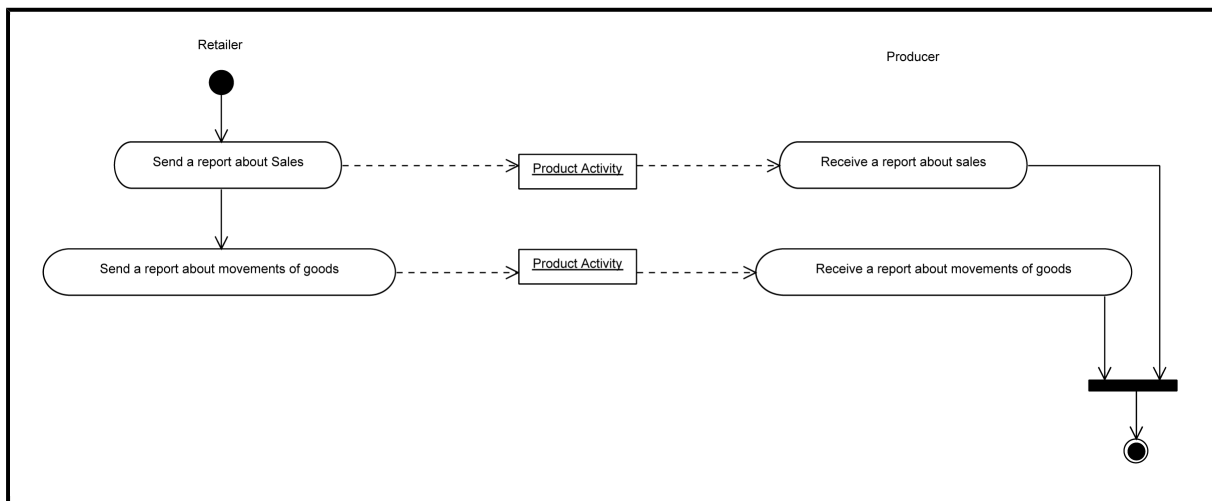 Retailer
Producer
Send a report about Sales
Product Activity
Receive a report about sales
Send a report about movements of goods
Product Activity
Receive a report about movements of goods